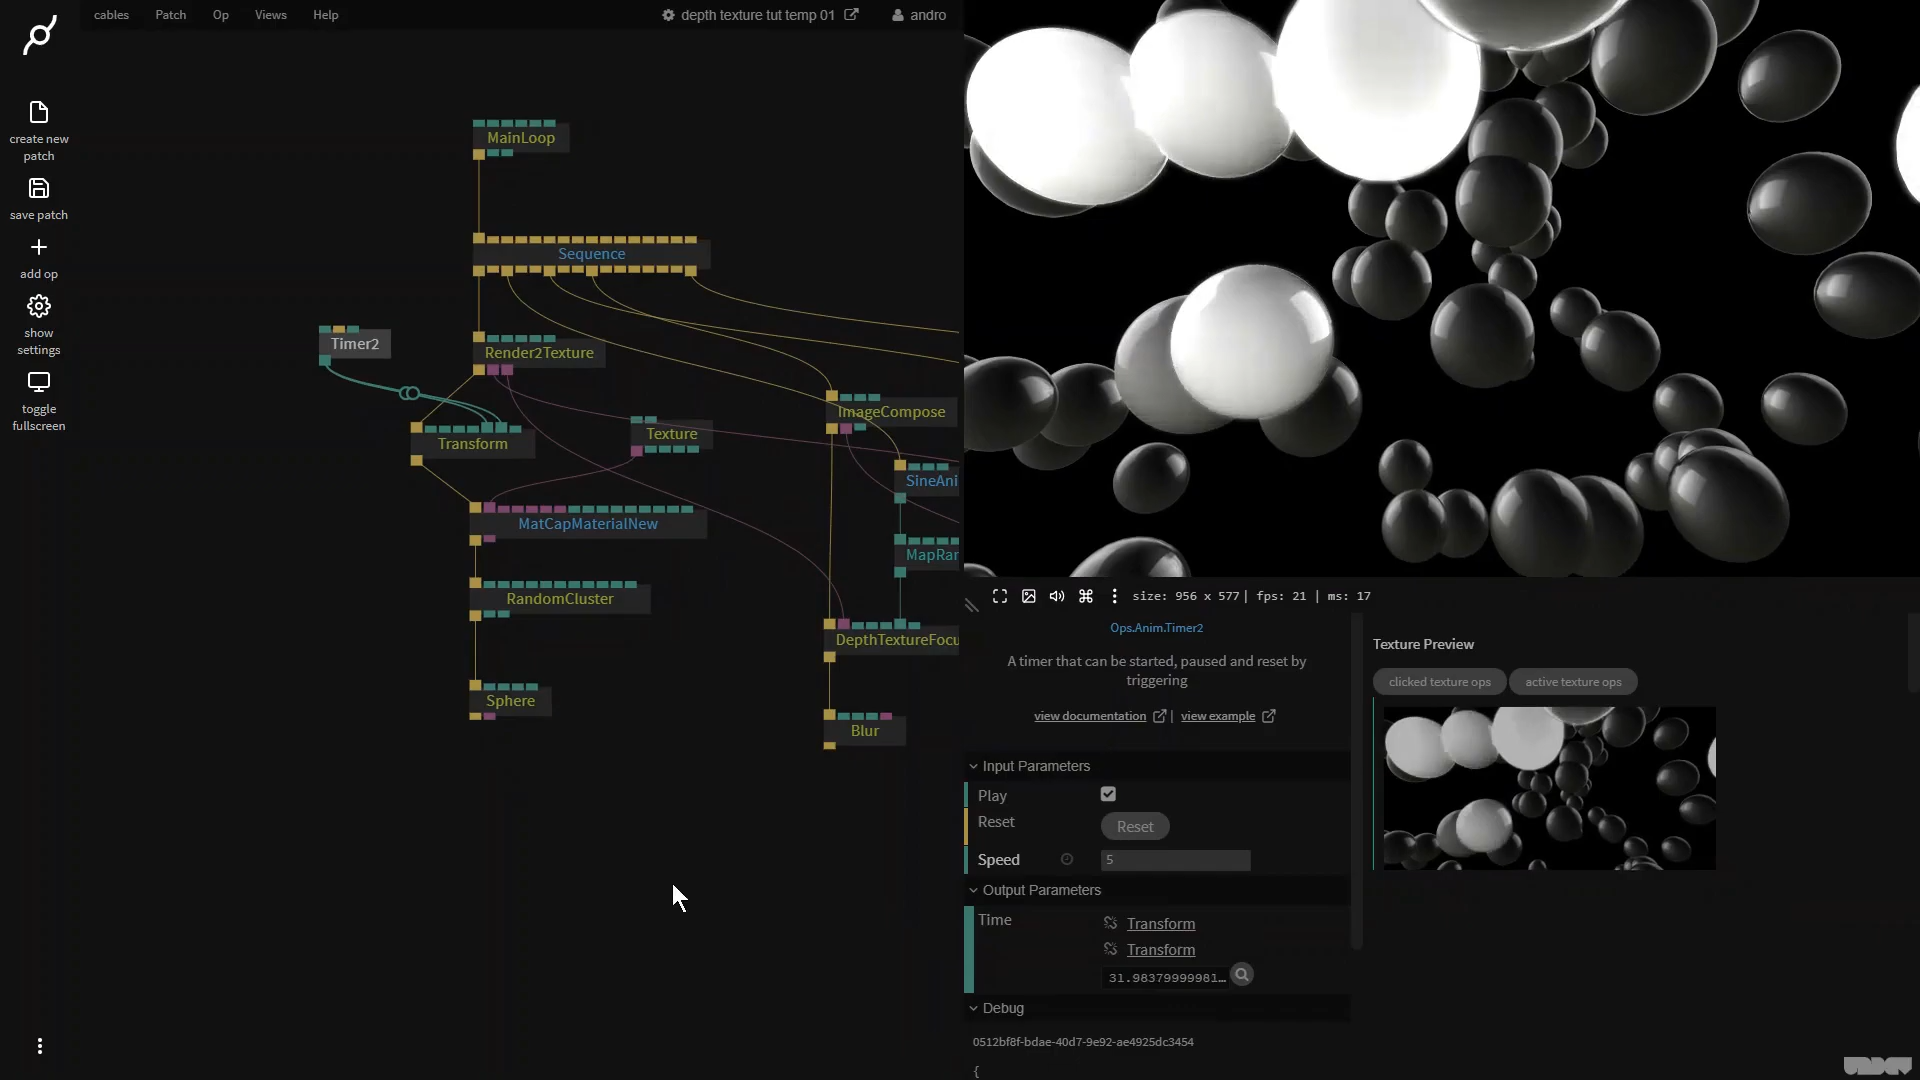 cables Patch Op Views Help
depth texture tut temp 01 andro
create new
patch
save patch
add op
show
settings
toggle
fullscreen
MainLoop
Sequence
Timer2
Render2Texture
ImageCompose
Transform
Texture
SineAni
MatCapMaterialNew
MapRan
RandomCluster
DepthTextureFocu
Sphere
Blur
size: 956 x 577| fps: 21 | ms: 17
Ops.Anim.Timer2
A timer that can be started, paused and reset by
triggering
view documentation | view example
Input Parameters
Play
Reset Reset
Speed 5
Output Parameters
Time Transform
Transform
31.98379999981…
Debug
0512bf8f-bdae-40d7-9e92-ae4925dc3454
{
Texture Preview
clicked texture ops active texture ops
UNDEV